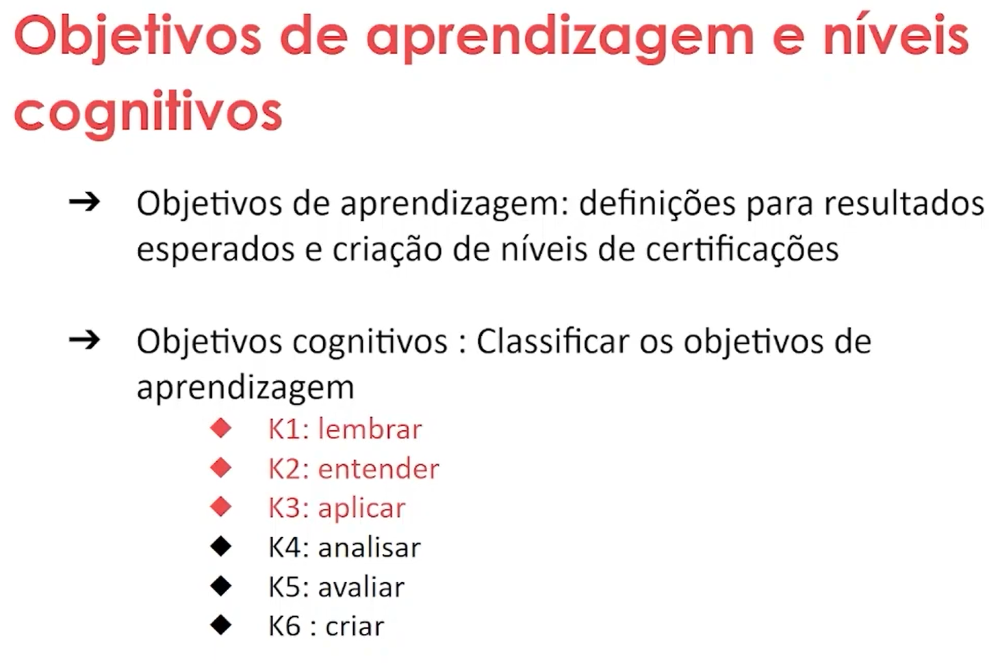 Objetivos de aprendizagem e níveis
cognitivos
➔ Objetivos de aprendizagem: definições para resultados
esperados e criação de níveis de certificações
➔ Objetivos cognitivos : Classificar os objetivos de
aprendizagem
◆ K1: lembrar
◆ K2: entender
◆ K3: aplicar
◆ K4: analisar
◆ K5: avaliar
◆ K6 : criar